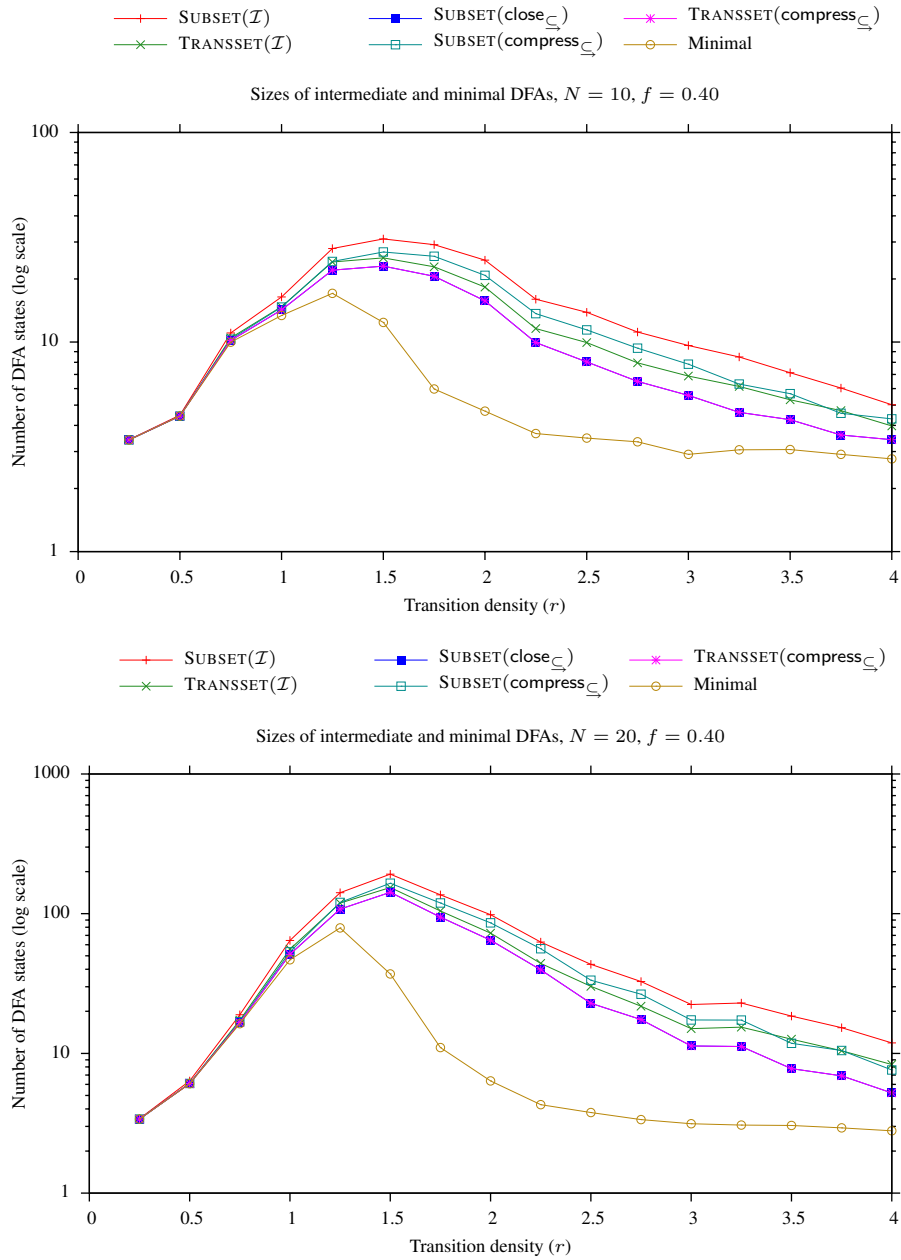 SUBSET(ℐ) SUBSET(close⊆→) TRANSSET(compress⊆→)
TRANSSET(ℐ) SUBSET(compress⊆→) Minimal
Sizes of intermediate and minimal DFAs, N = 10, f = 0.40
100
10
1
Number of DFA states (log scale)
0 0.5 1 1.5 2 2.5 3 3.5 4
Transition density (r)
SUBSET(ℐ) SUBSET(close⊆→) TRANSSET(compress⊆→)
TRANSSET(ℐ) SUBSET(compress⊆→) Minimal
Sizes of intermediate and minimal DFAs, N = 20, f = 0.40
1000
100
10
1
Number of DFA states (log scale)
0 0.5 1 1.5 2 2.5 3 3.5 4
Transition density (r)